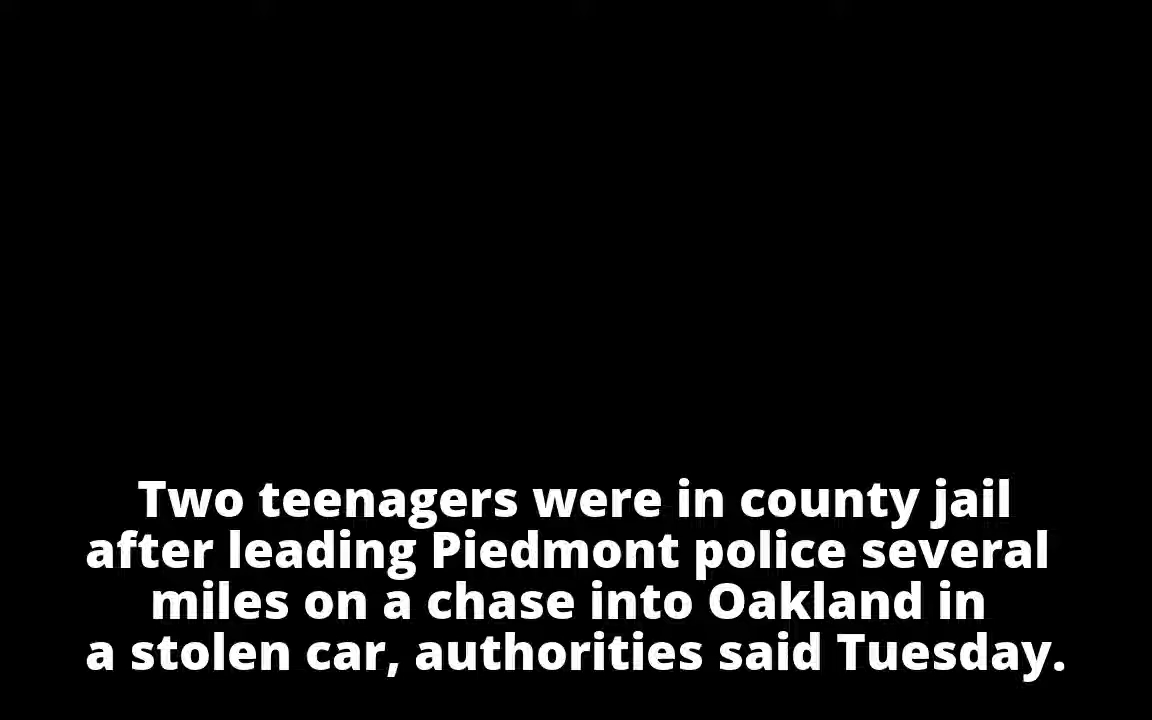 Two teenagers were in county jail
after leading Piedmont police several
miles on a chase into Oakland in
a stolen car, authorities said Tuesday.